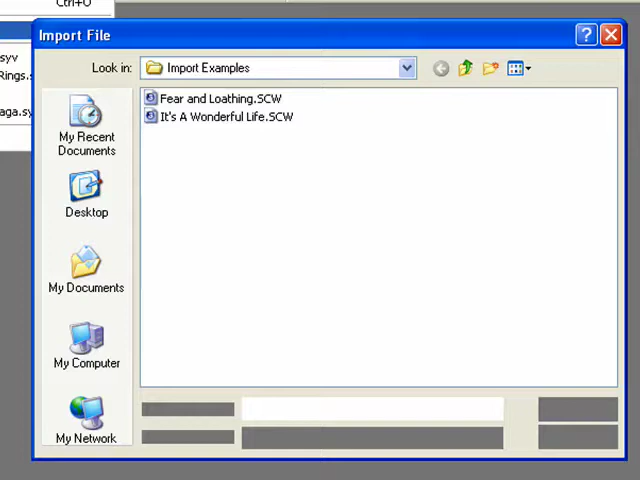 Ctrl+O
Import File
Look in:
Import Examples
syv
Rings.s
aga.sy
Fear and Loathing.SCW
It's A Wonderful Life.SCW
My Recent
Documents
Desktop
My Documents
My Computer
My Network